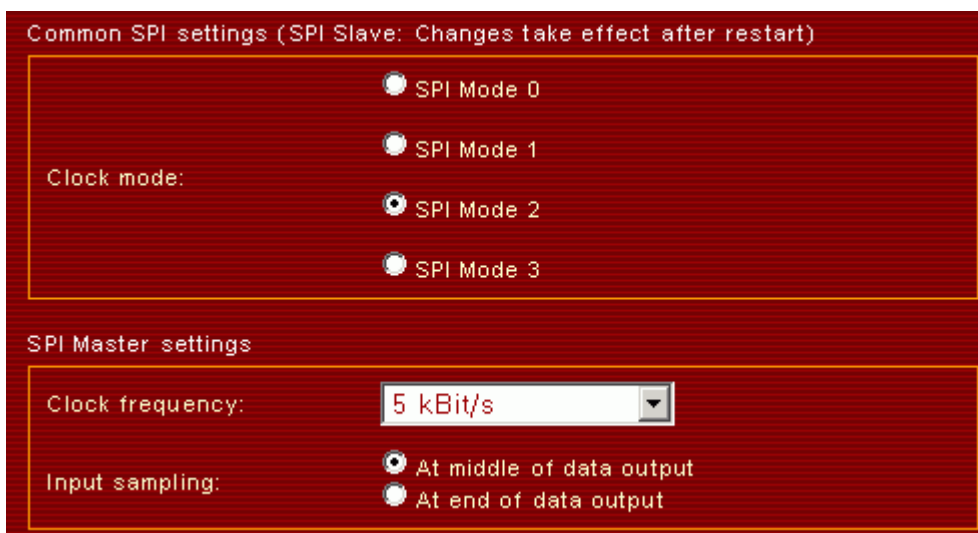 Common SPI settings (SPI Slave: Changes take effect after restart)
SPI Mode 0
SPI Mode 1
Clock mode:
SPI Mode 2
SPI Mode 3
SPI Master settings
Clock frequency: 5 kBit/s
Input sampling: At middle of data output
At end of data output